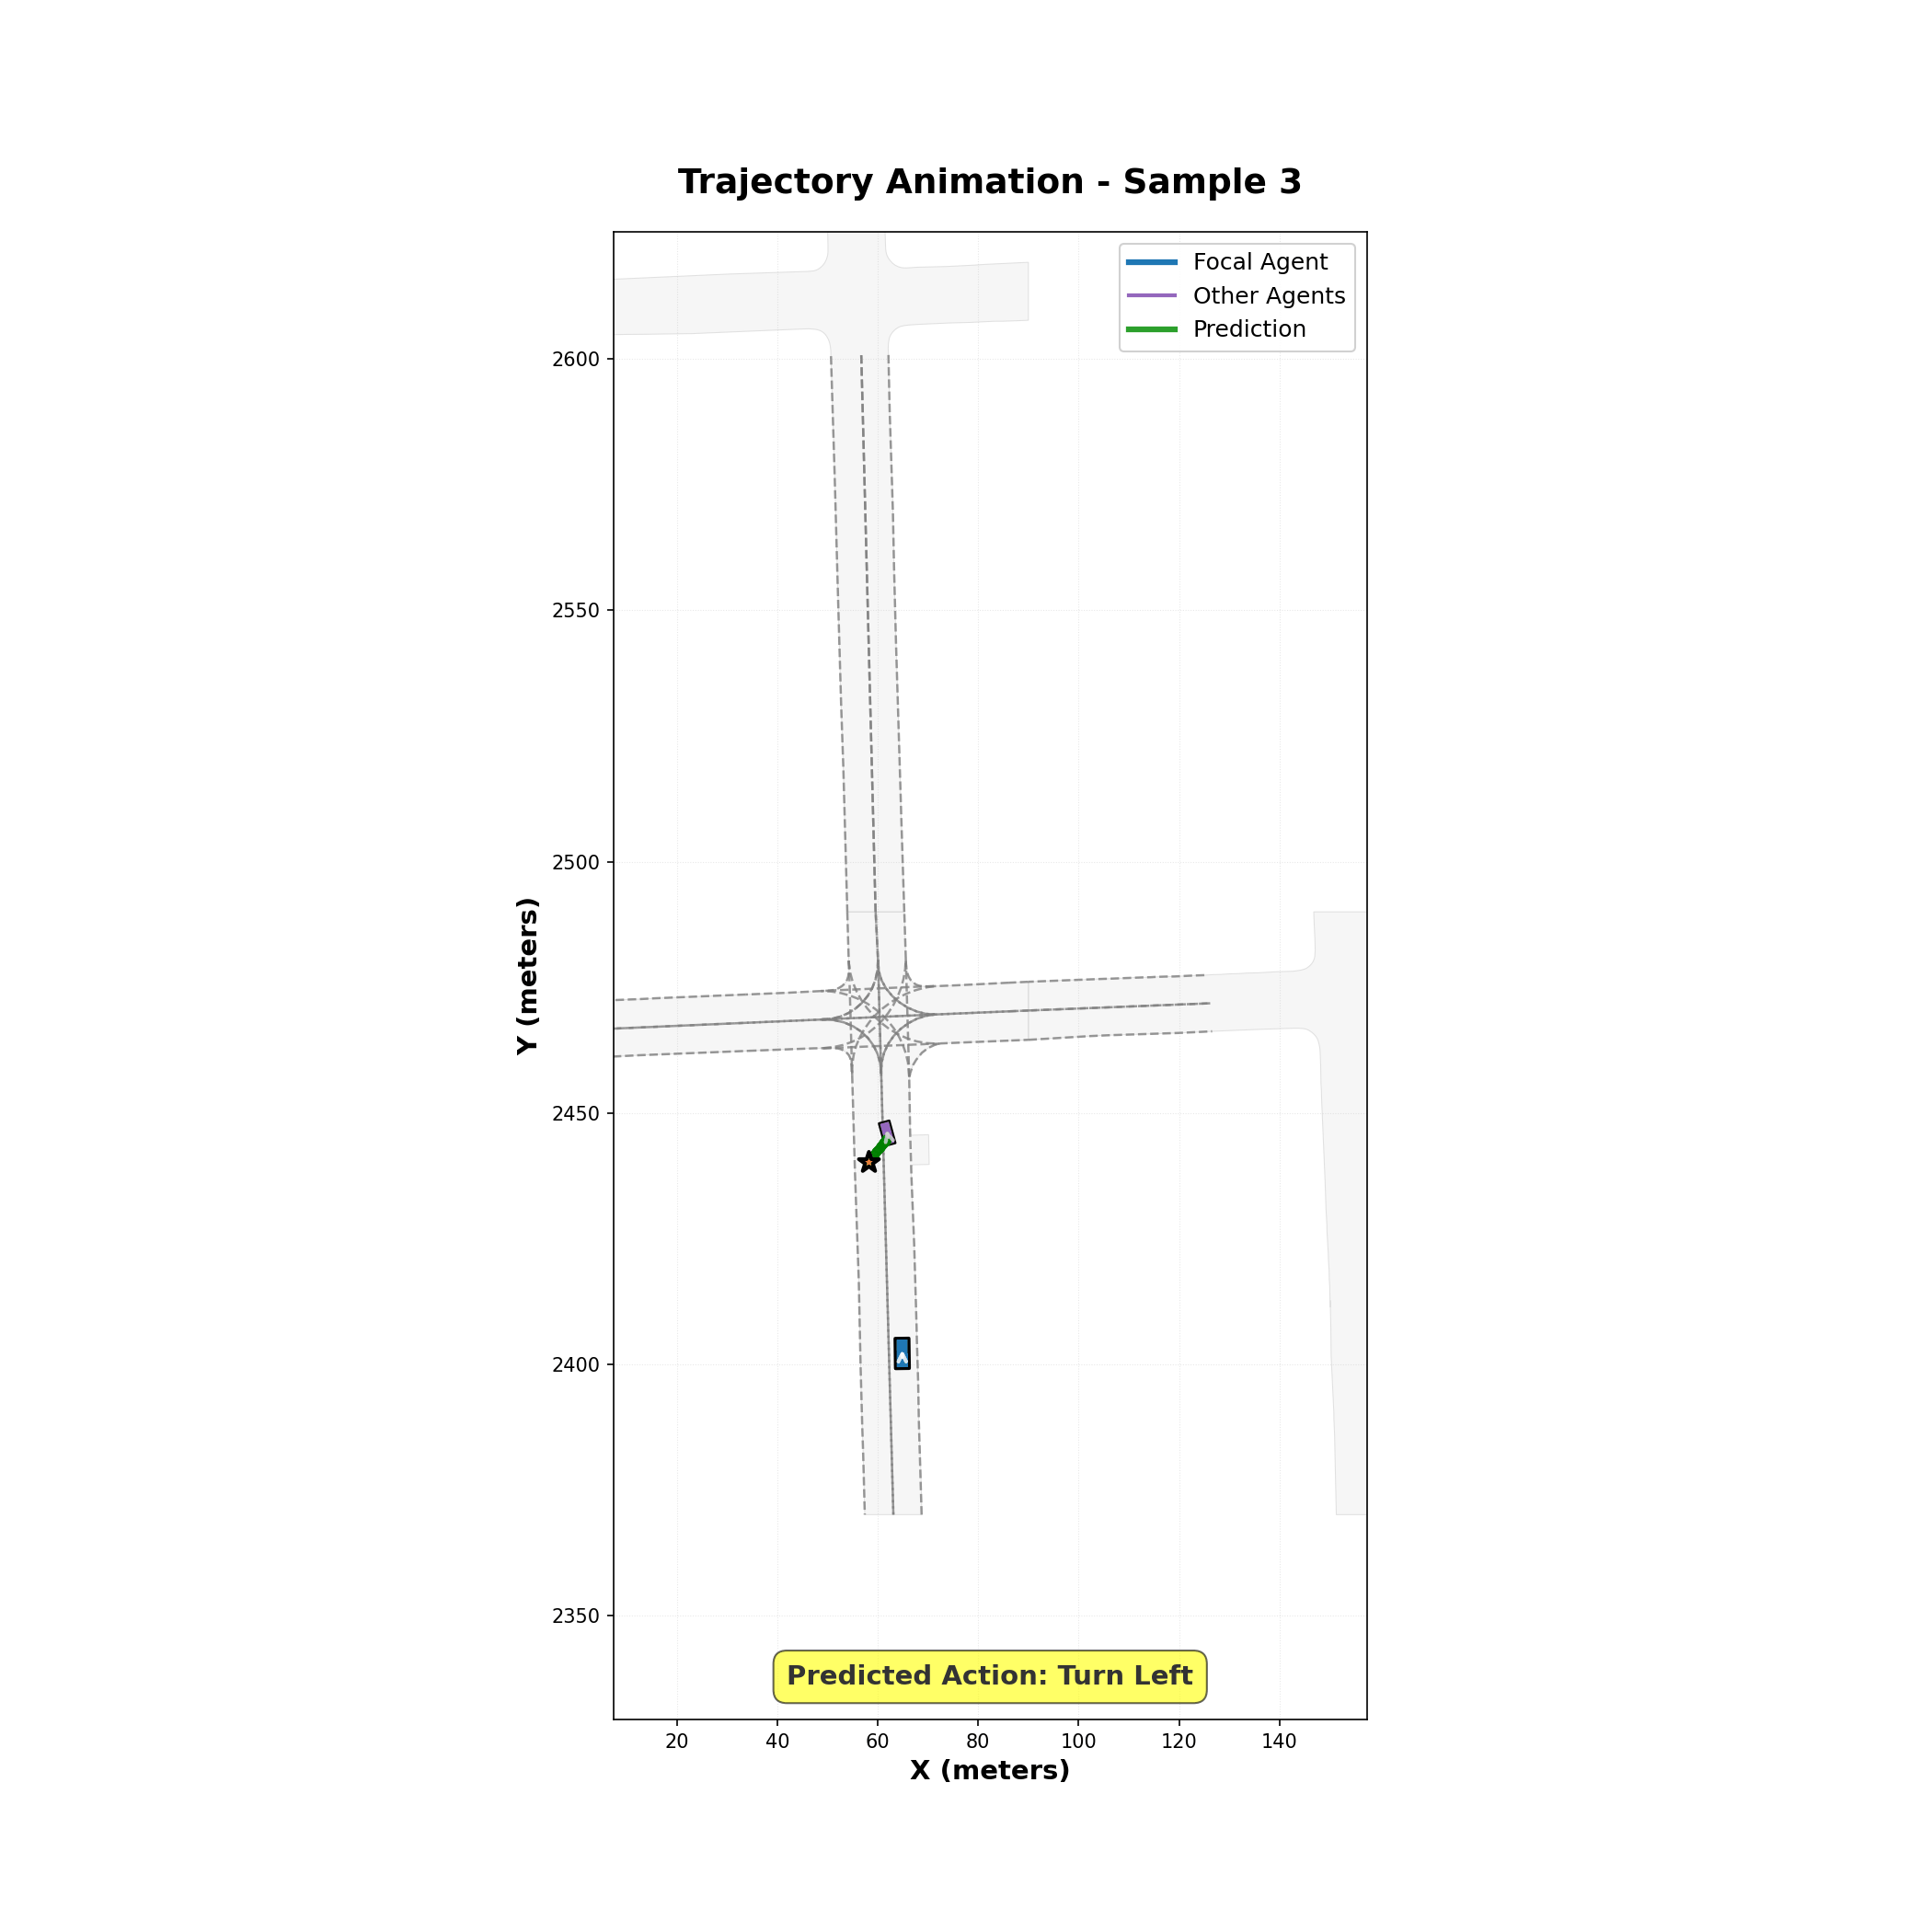 Trajectory Animation - Sample 3
Focal Agent
Other Agents
Prediction
2600
2550
2500
2450
2400
2350
Y (meters)
Predicted Action: Turn Left
20 40 60 80 100 120 140
X (meters)